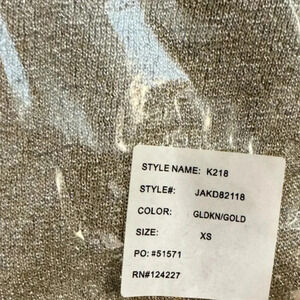 STYLE NAME: K218
STYLE#: JAKD82118
COLOR: GLDKN/GOLD
SIZE: XS
PO: #51571
RN#124227